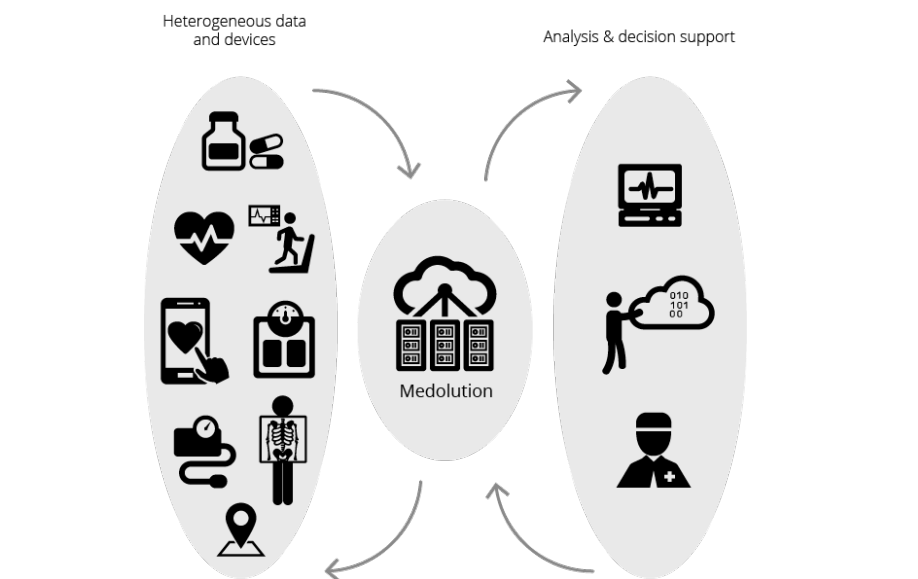 Heterogeneous data
and devices
Analysis & decision support
010
101
00
Medolution